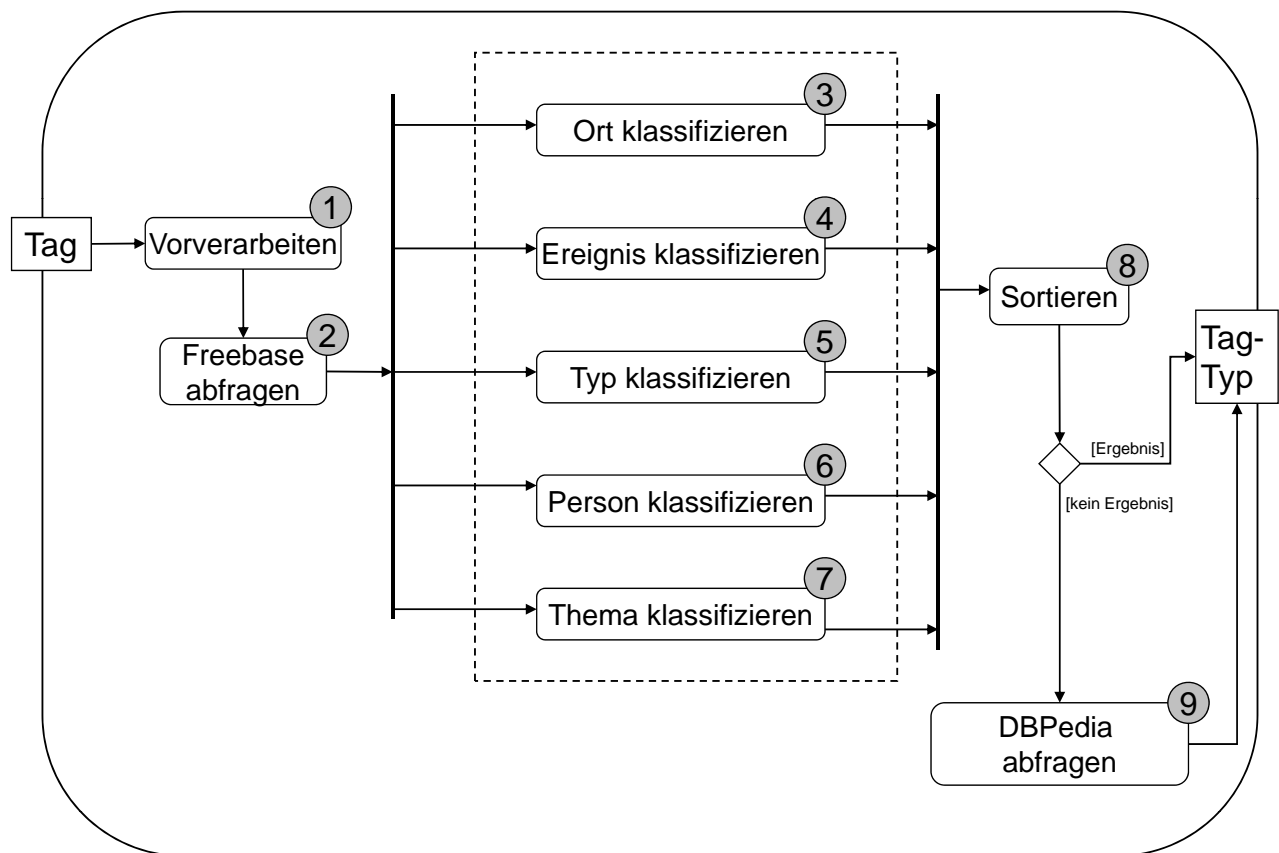 Tag
1
Vorverarbeiten
2
Freebase
abfragen
3
Ort klassifizieren
4
Ereignis klassifizieren
5
Typ klassifizieren
6
Person klassifizieren
7
Thema klassifizieren
8
Sortieren
[Ergebnis]
[kein Ergebnis]
9
DBPedia
abfragen
Tag-
Typ